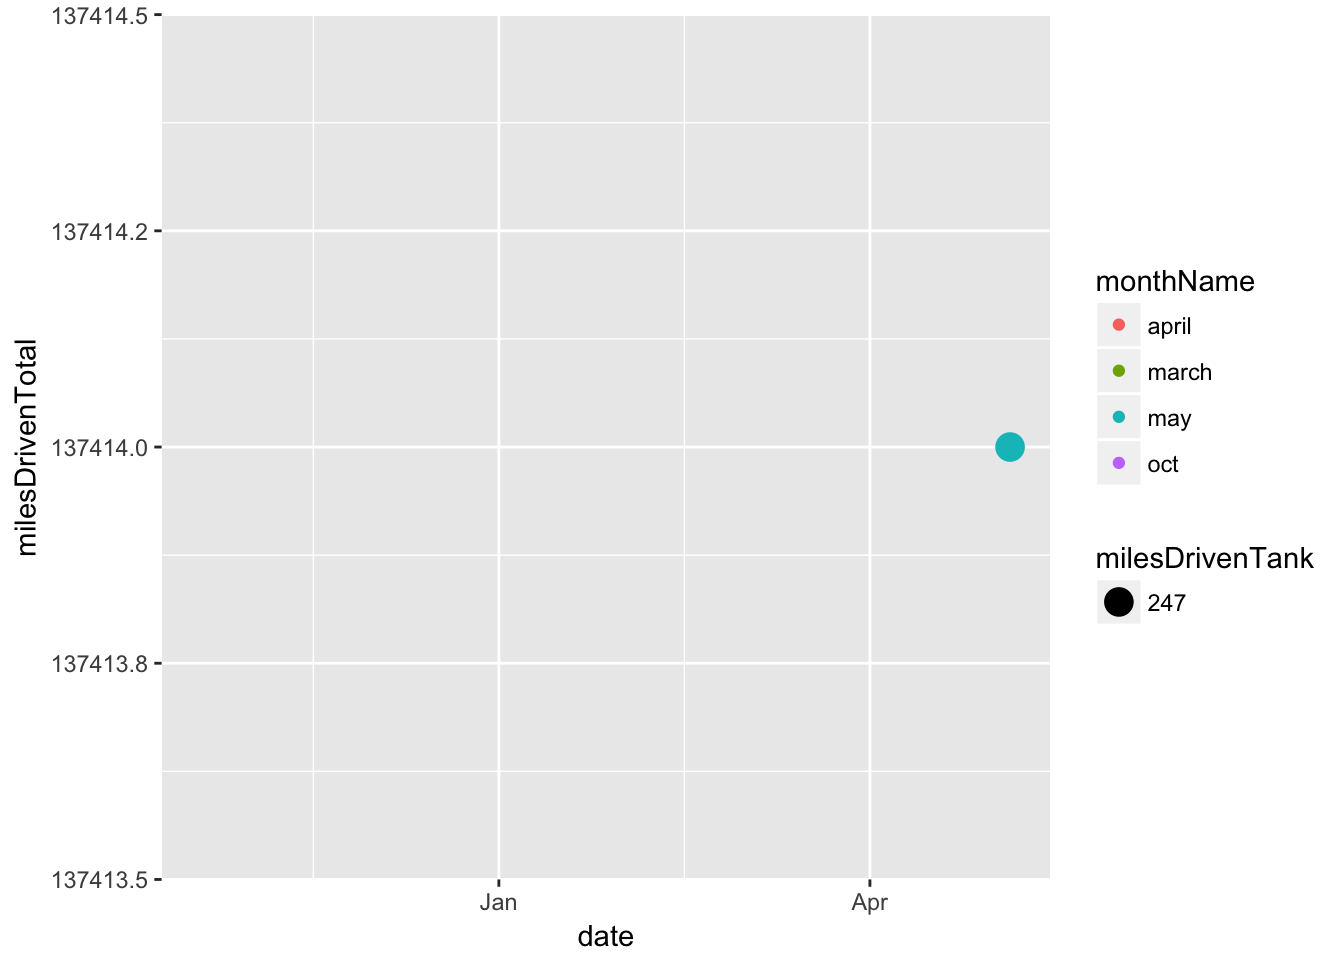 137414.5
137414.2
137414.0
137413.8
137413.5
milesDrivenTotal
Jan
Apr
date
monthName
april
march
may
oct
milesDrivenTank
247